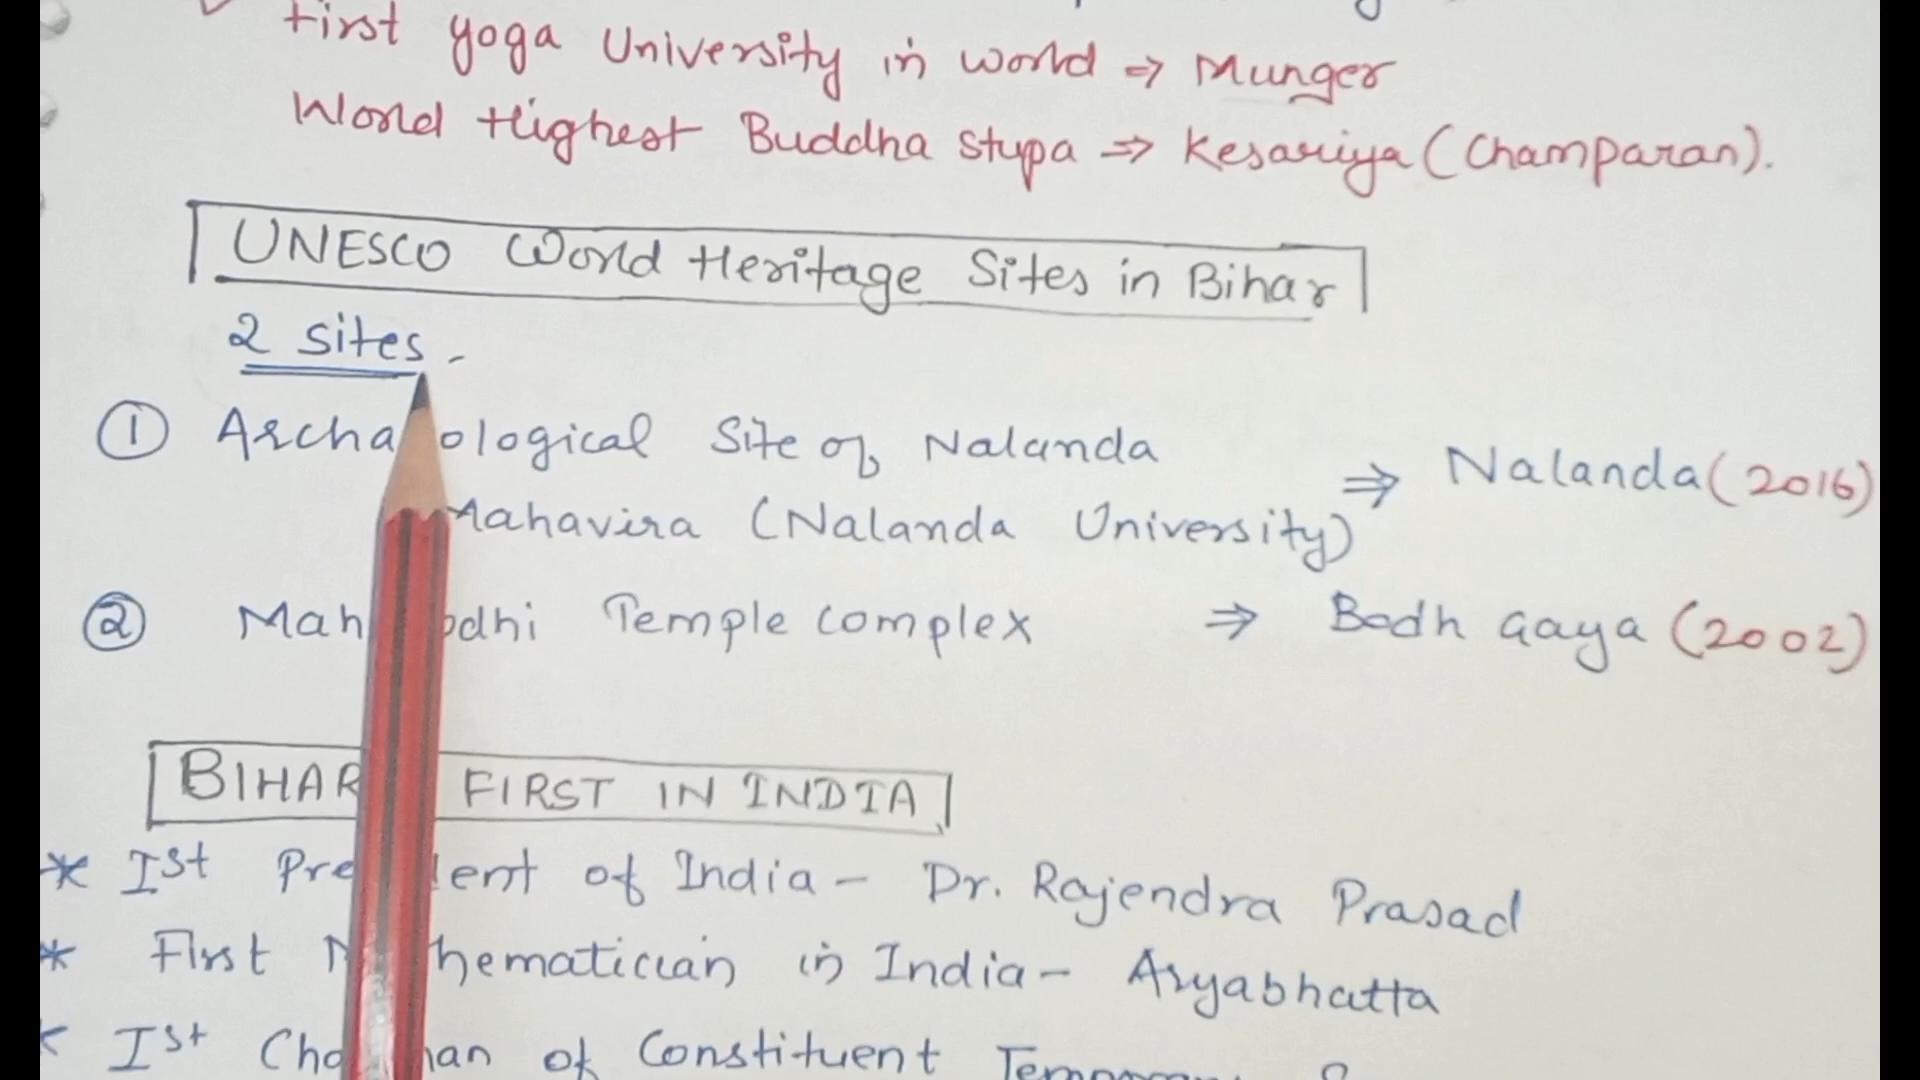 First yoga University in world ⇒ Munger
World Highest Buddha Stupa ⇒ Kesariya (Champaran).
UNESCO World Heritage Sites in Bihar
2 sites -
① Archa ological Site of Nalanda
Mahavira (Nalanda University) ⇒ Nalanda (2016)
② Mah odhi Temple complex ⇒ Bodh Gaya (2002)
BIHAR FIRST IN INDIA
* Ist Pre ent of India - Dr. Rajendra Prasad
* First M hematician in India - Aryabhatta
* Ist Cha man of Constituent